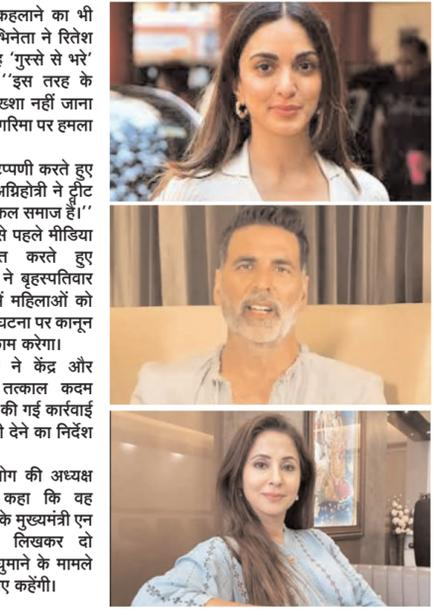 कहलाने का भी
भिनेता ने रितेश
‘गुस्से से भरे’
‘‘इस तरह के
ख्शा नहीं जाना
गरिमा पर हमला
टप्पणी करते हुए
अग्निहोत्री ने ट्वीट
कल समाज हैं।’’
से पहले मीडिया
त करते हुए
ने बृहस्पतिवार
में महिलाओं को
घटना पर कानून
काम करेगा।
ने केंद्र और
तत्काल कदम
की गई कार्रवाई
ी देने का निर्देश
योग की अध्यक्ष
कहा कि वह
के मुख्यमंत्री एन
लिखकर दो
घुमाने के मामले
ए कहेंगी।